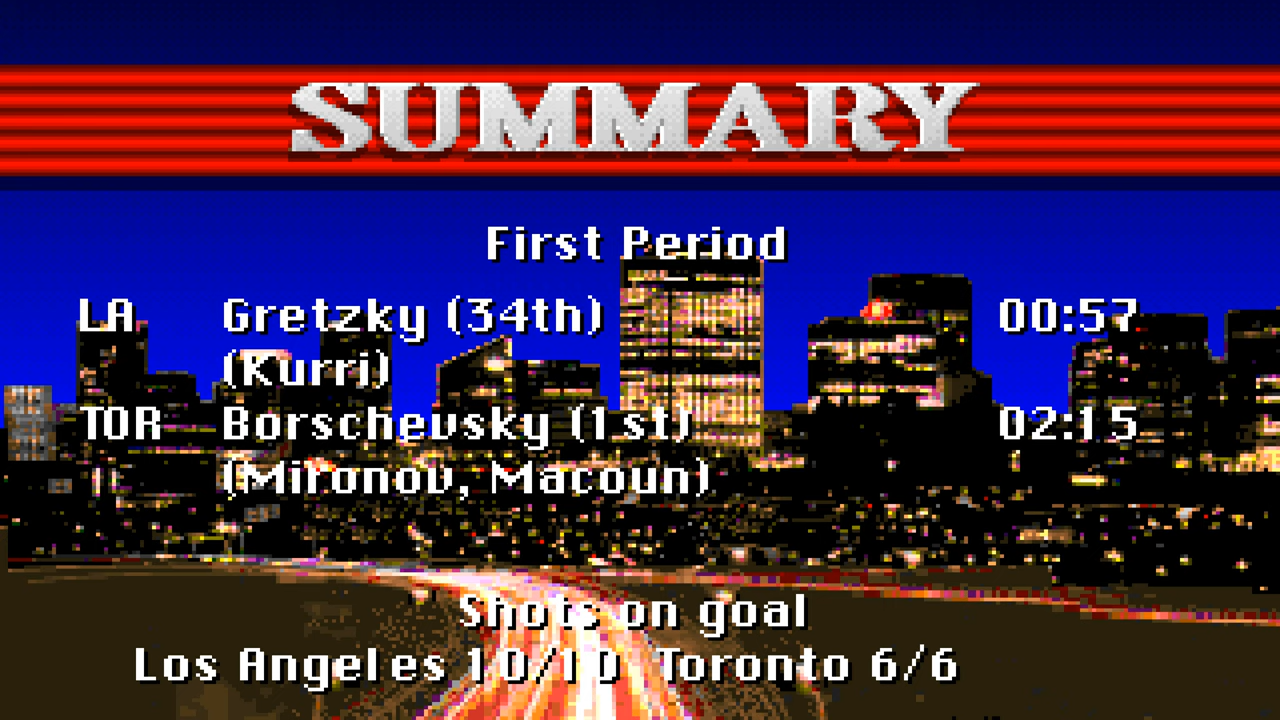 SUMMARY
First Period
LA Gretzky (34th) 00:57
(Kurri)
TOR Borschevsky (1st) 02:15
(Mironov, Macoun)
Shots on goal
Los Angeles 10/10 Toronto 6/6